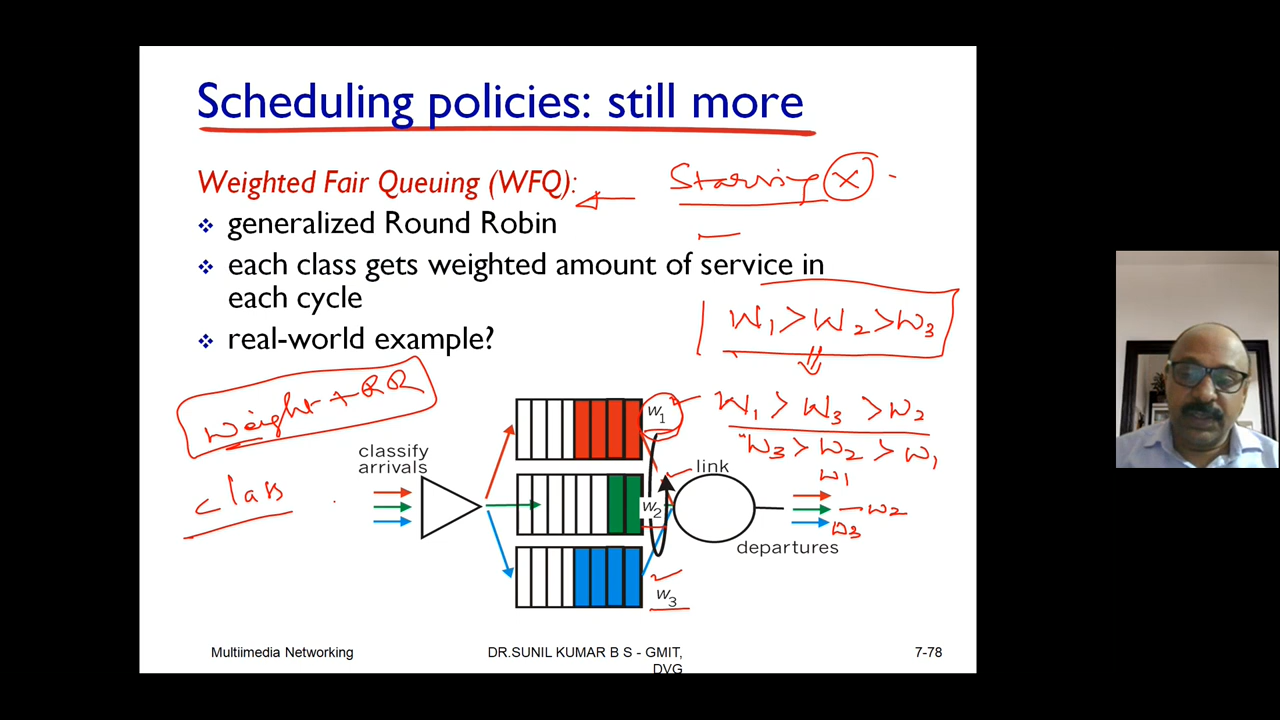 Scheduling policies: still more
Weighted Fair Queuing (WFQ):
Starving X
❖ generalized Round Robin
❖ each class gets weighted amount of service in
each cycle
❖ real-world example?
W1 > W2 > W3
Weight + RR
W1 > W3 > W2
W3 > W2 > W1
class
classify
arrivals
w1
w2
w3
link
W1
W2
W3
departures
Multiimedia Networking
DR.SUNIL KUMAR B S - GMIT,
DVG
7-78